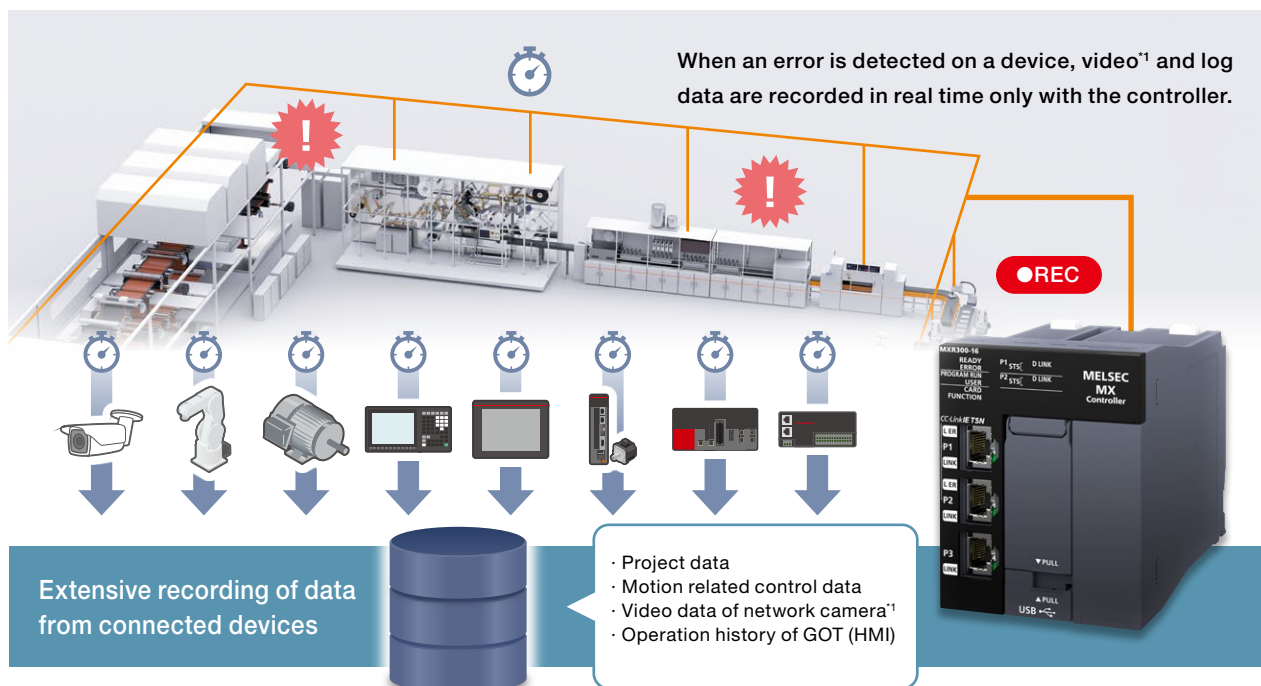 When an error is detected on a device, video*1 and log
data are recorded in real time only with the controller.
!
!
●REC
MXR300-16
READY
ERROR
PROGRAM RUN
USER
CARD
FUNCTION
P1 STS D LINK
P2 STS D LINK
MELSEC
MX
Controller
CC-Link IE TSN
L ER
P1
LINK
L ER
P2
LINK
P3
LINK
▼PULL
▲PULL
USB
Extensive recording of data
from connected devices
· Project data
· Motion related control data
· Video data of network camera*1
· Operation history of GOT (HMI)